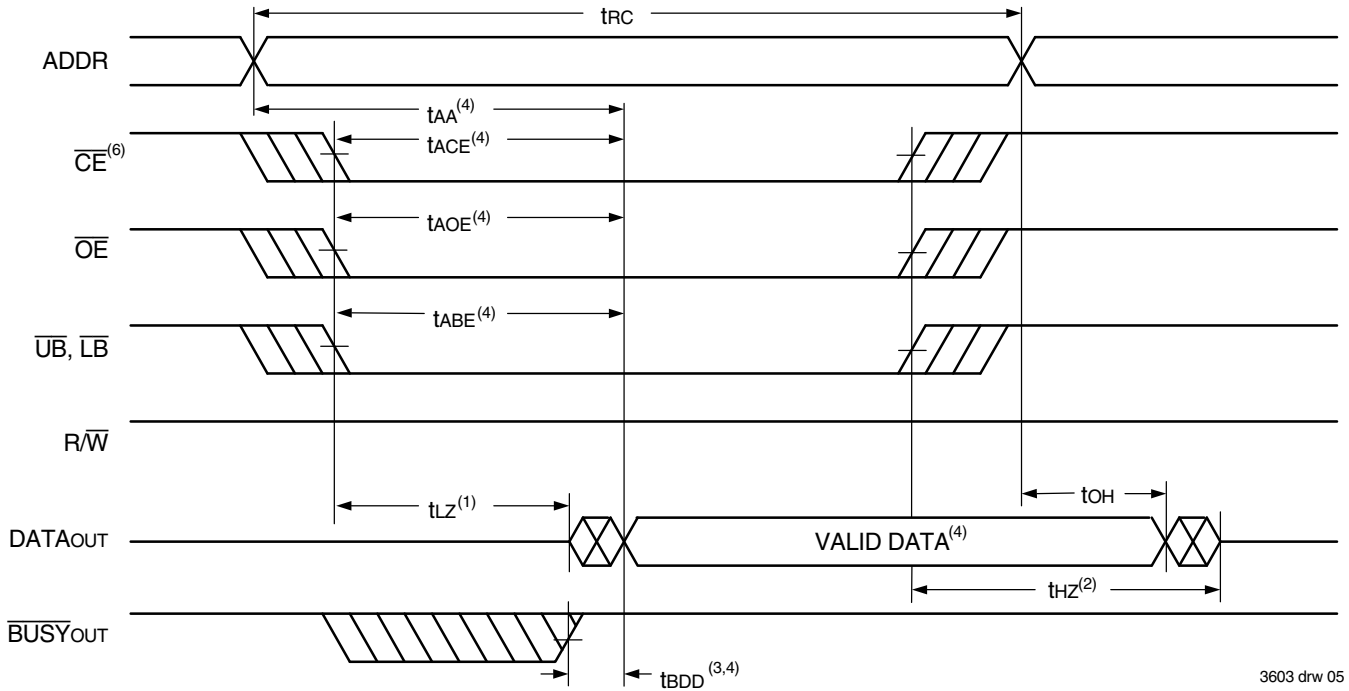 tRC
ADDR
tAA(4)
CE(6)
tACE(4)
OE
tAOE(4)
UB, LB
tABE(4)
R/W
tLZ(1)
tOH
DATAOUT
VALID DATA(4)
tHZ(2)
BUSYOUT
tBDD(3,4)
3603 drw 05